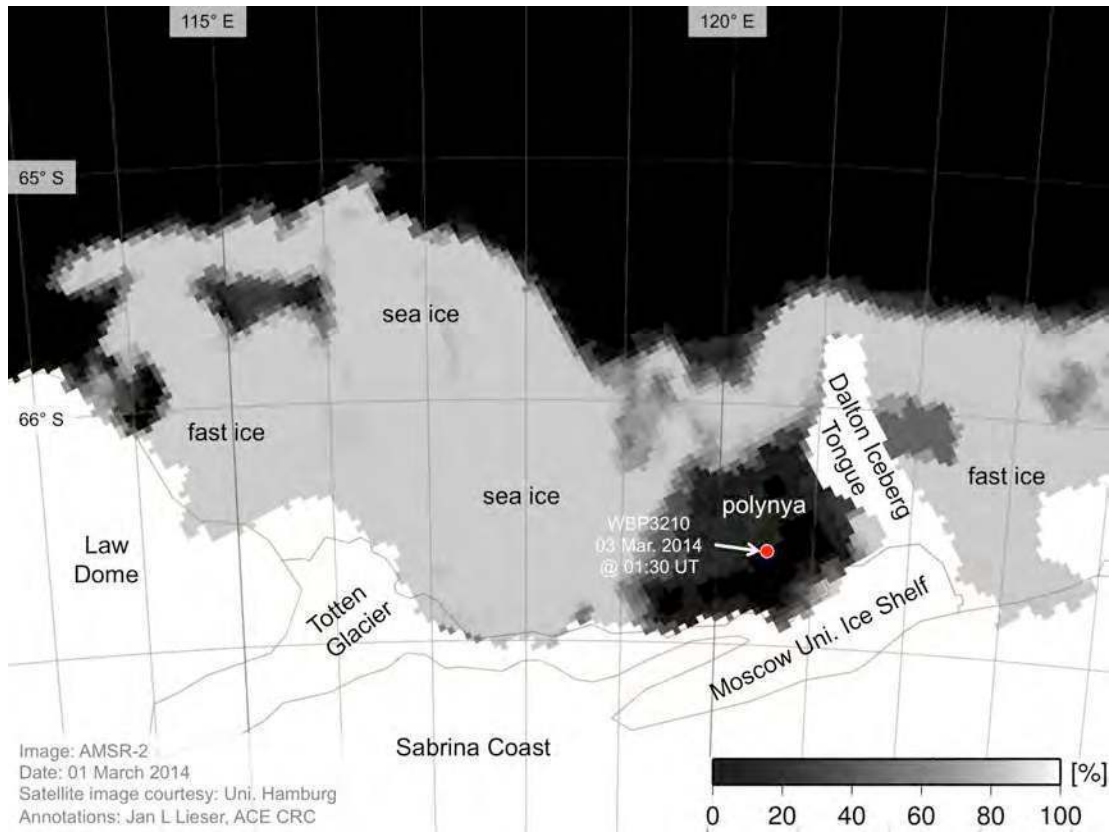 115° E
120° E
65° S
sea ice
66° S
fast ice
Dalton Iceberg
Tongue
sea ice
polynya
fast ice
WBP3210
03 Mar. 2014
@ 01:30 UT
Law
Dome
Totten
Glacier
Moscow Uni. Ice Shelf
Sabrina Coast
Image: AMSR-2
Date: 01 March 2014
Satellite image courtesy: Uni. Hamburg
Annotations: Jan L Lieser, ACE CRC
[%]
0 20 40 60 80 100